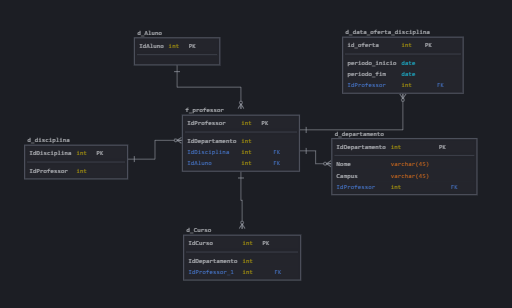 d_Aluno
IdAluno int PK
d_data_oferta_disciplina
id_oferta int PK
periodo_inicio date
periodo_fim date
IdProfessor int FK
f_professor
IdProfessor int PK
IdDepartamento int
IdDisciplina int FK
IdAluno int FK
d_disciplina
IdDisciplina int PK
IdProfessor int
d_departamento
IdDepartamento int PK
Nome varchar(45)
Campus varchar(45)
IdProfessor int FK
d_Curso
IdCurso int PK
IdDepartamento int
IdProfessor_1 int FK